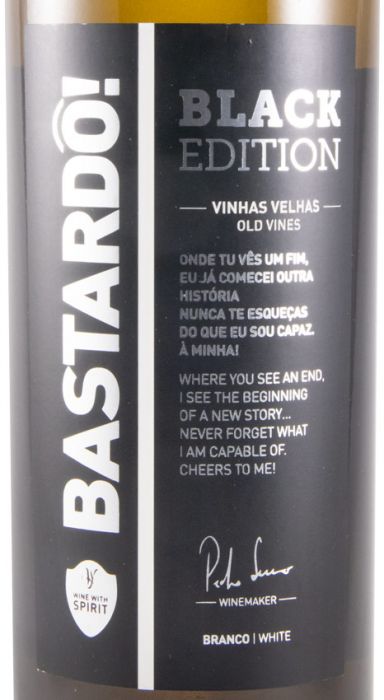 BASTARDÔ!
WINE WITH
SPIRIT
BLACK
EDITION
VINHAS VELHAS
OLD VINES
ONDE TU VÊS UM FIM,
EU JÁ COMECEI OUTRA
HISTÓRIA
NUNCA TE ESQUEÇAS
DO QUE EU SOU CAPAZ.
À MINHA!
WHERE YOU SEE AN END,
I SEE THE BEGINNING
OF A NEW STORY...
NEVER FORGET WHAT
I AM CAPABLE OF.
CHEERS TO ME!
WINEMAKER
BRANCO | WHITE